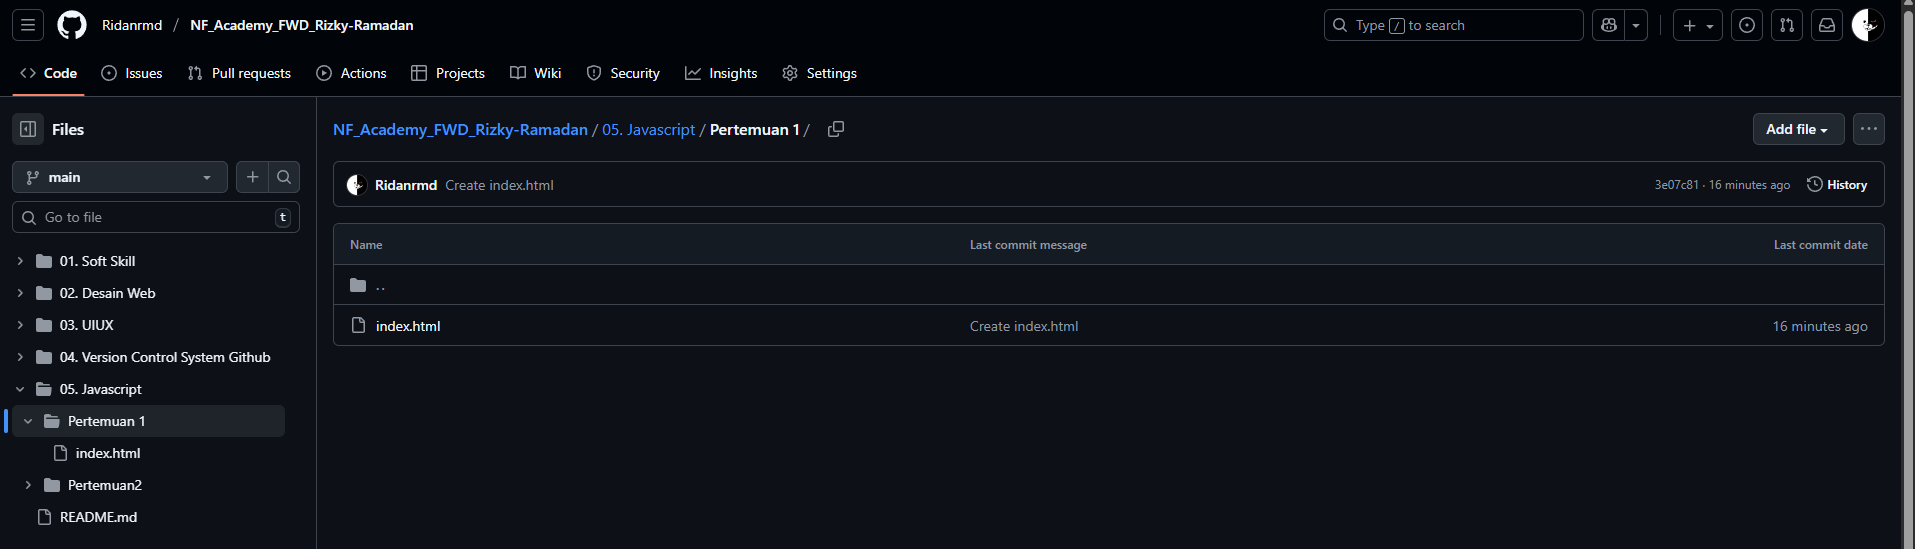 Ridanrmd / NF_Academy_FWD_Rizky-Ramadan
Type / to search
Code Issues Pull requests Actions Projects Wiki Security Insights Settings
Files
main
Go to file
t
01. Soft Skill
02. Desain Web
03. UIUX
04. Version Control System Github
05. Javascript
Pertemuan 1
index.html
Pertemuan2
README.md
NF_Academy_FWD_Rizky-Ramadan / 05. Javascript / Pertemuan 1 /
Add file
Ridanrmd Create index.html
3e07c81 · 16 minutes ago History
Name Last commit message Last commit date
..
index.html Create index.html 16 minutes ago